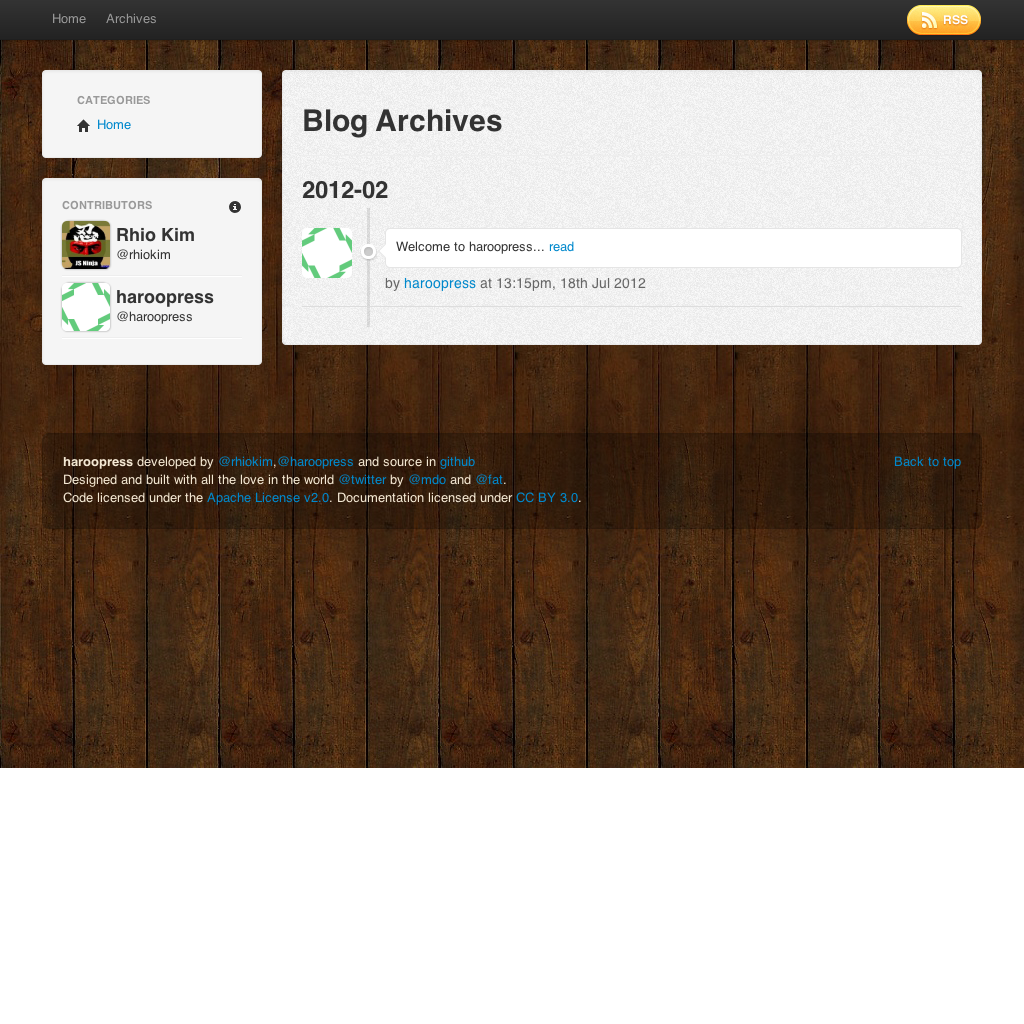 Home Archives RSS
CATEGORIES
Home
CONTRIBUTORS
Rhio Kim
@rhiokim
JS Ninja
haroopress
@haroopress
Blog Archives
2012-02
Welcome to haroopress... read
by haroopress at 13:15pm, 18th Jul 2012
haroopress developed by @rhiokim,@haroopress and source in github
Back to top
Designed and built with all the love in the world @twitter by @mdo and @fat.
Code licensed under the Apache License v2.0. Documentation licensed under CC BY 3.0.